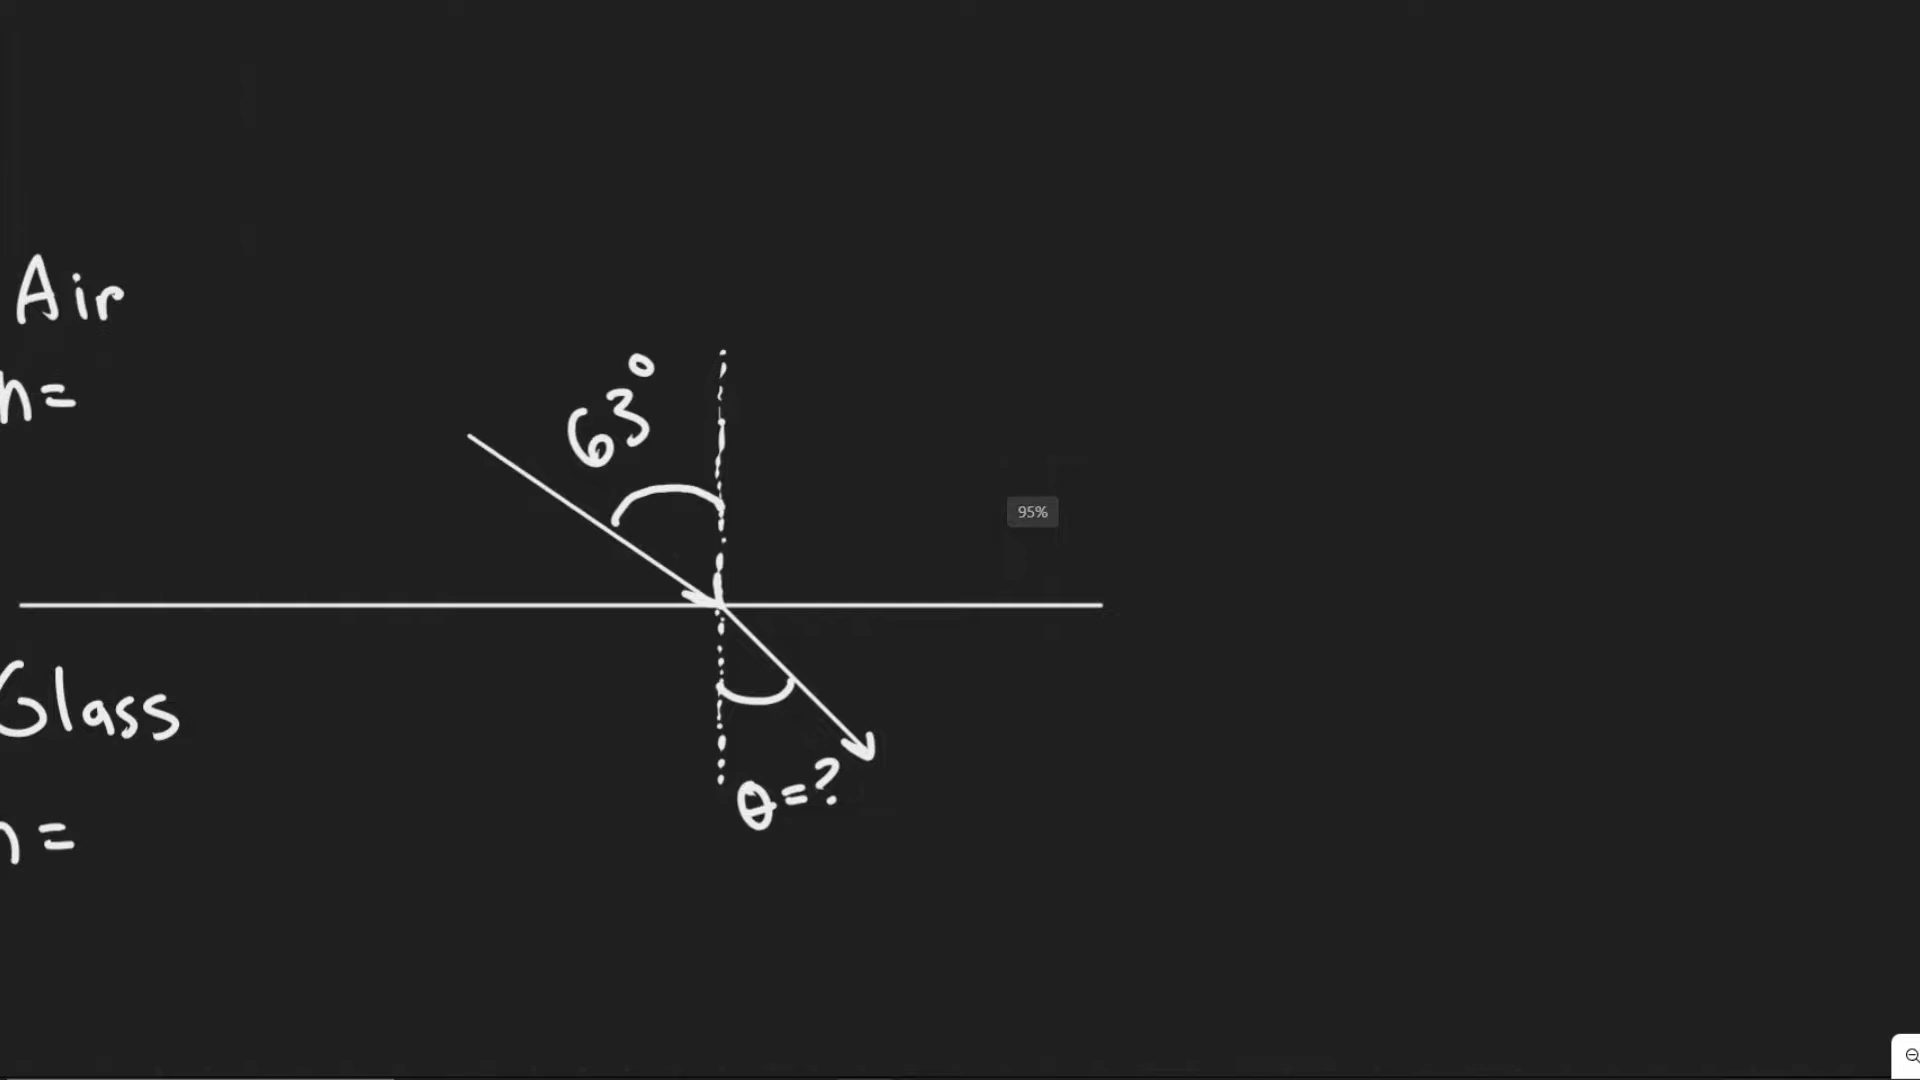 Air
n=
63°
95%
Glass
θ=?
n=